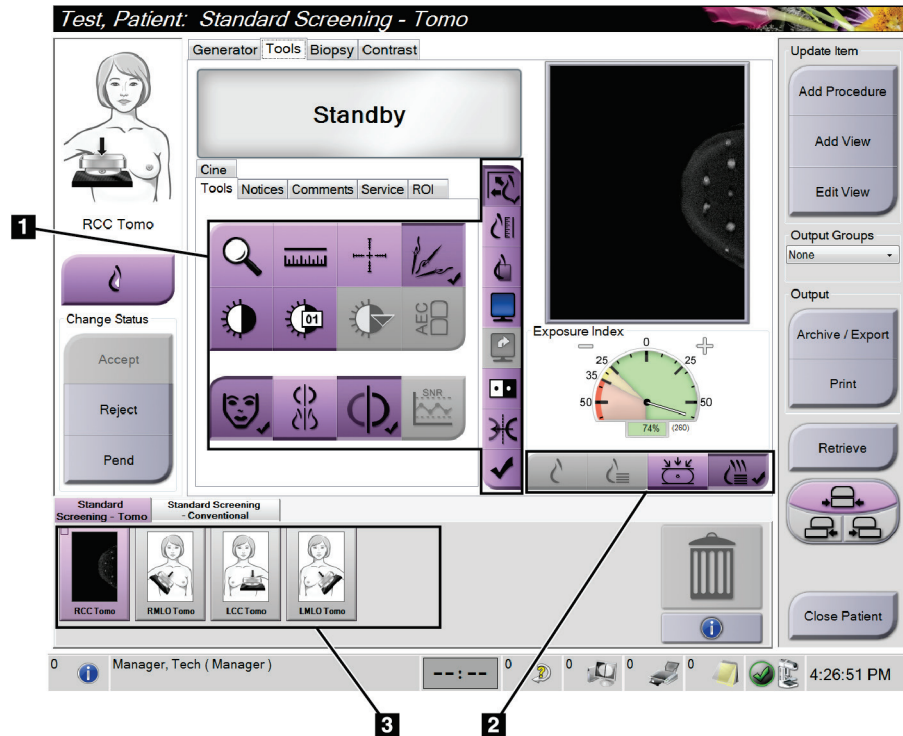 Test, Patient: Standard Screening - Tomo
Generator Tools Biopsy Contrast
Standby
Cine
Tools Notices Comments Service ROI
01
AEC
SNR
RCC Tomo
Change Status
Accept
Reject
Pend
1
Exposure Index
0
25 25
35
50 50
74% (260)
Update Item
Add Procedure
Add View
Edit View
Output Groups
None
Output
Archive / Export
Print
Retrieve
Close Patient
Standard
Screening - Tomo
Standard Screening
- Conventional
RCC Tomo
RMLO Tomo
LCC Tomo
LMLO Tomo
0 Manager, Tech ( Manager ) --:-- 0 0 0 0 4:26:51 PM
3
2